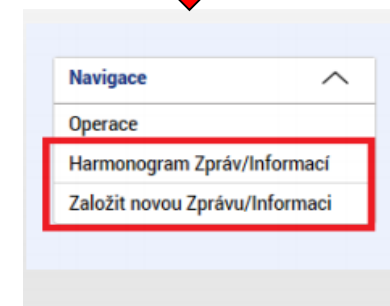 Navigace
Operace
Harmonogram Zpráv/Informací
Založit novou Zprávu/Informaci